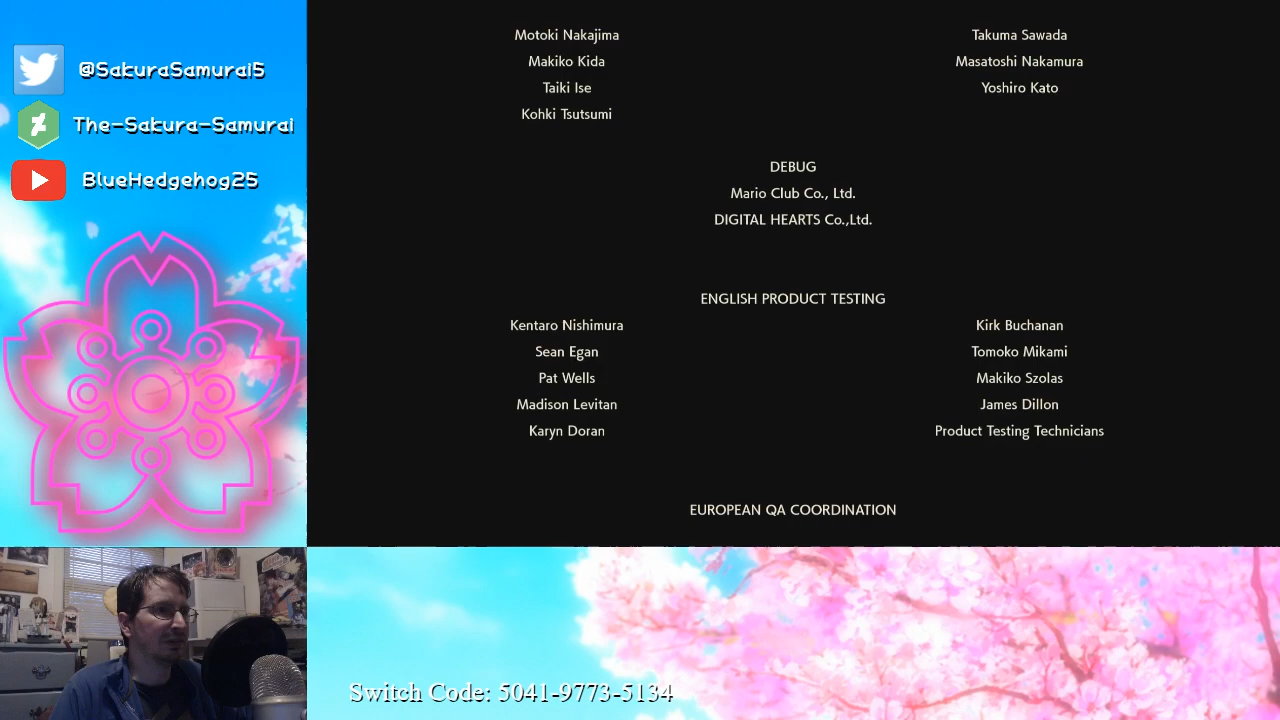 @SakuraSamurai5
The-Sakura-Samurai
BlueHedgehog25
Motoki Nakajima
Takuma Sawada
Makiko Kida
Masatoshi Nakamura
Taiki Ise
Yoshiro Kato
Kohki Tsutsumi
DEBUG
Mario Club Co., Ltd.
DIGITAL HEARTS Co.,Ltd.
ENGLISH PRODUCT TESTING
Kentaro Nishimura
Kirk Buchanan
Sean Egan
Tomoko Mikami
Pat Wells
Makiko Szolas
Madison Levitan
James Dillon
Karyn Doran
Product Testing Technicians
EUROPEAN QA COORDINATION
Switch Code: 5041-9773-5134